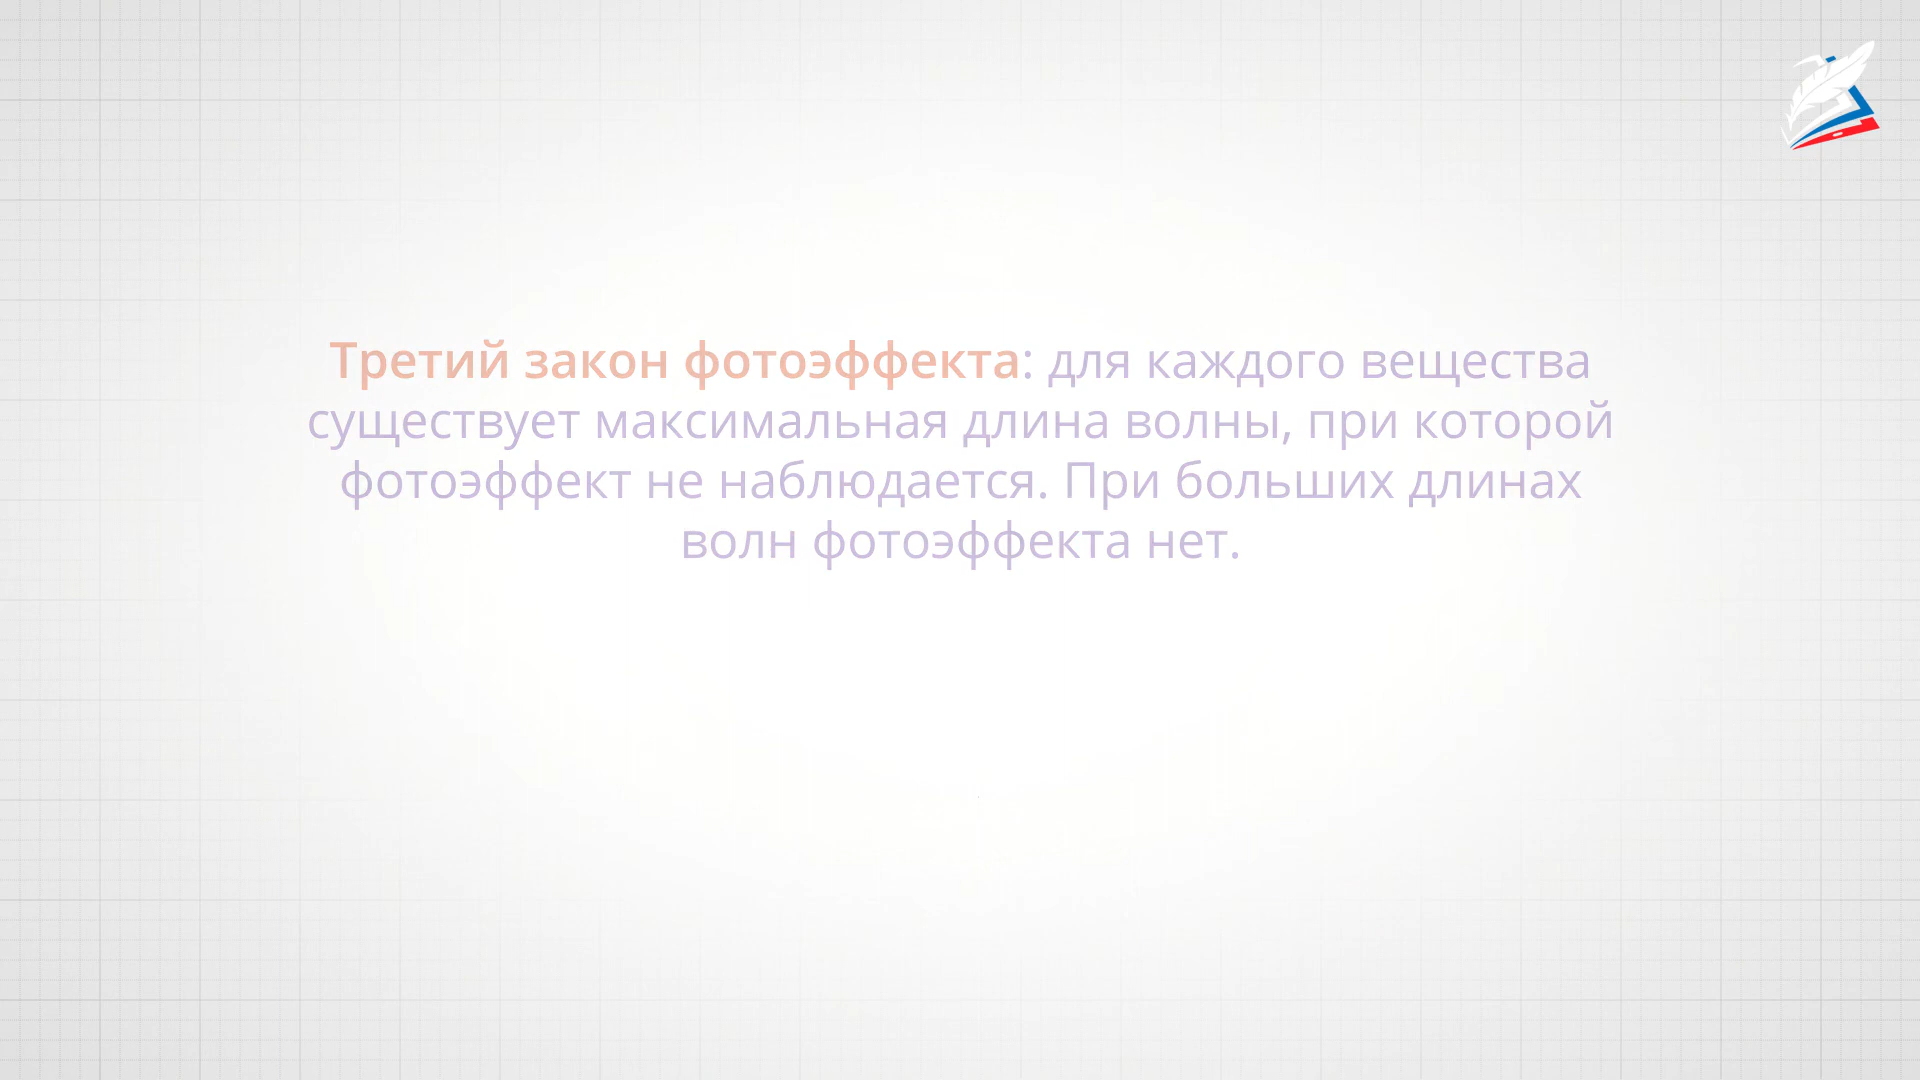 Третий закон фотоэффекта: для каждого вещества
существует максимальная длина волны, при которой
фотоэффект не наблюдается. При больших длинах
волн фотоэффекта нет.